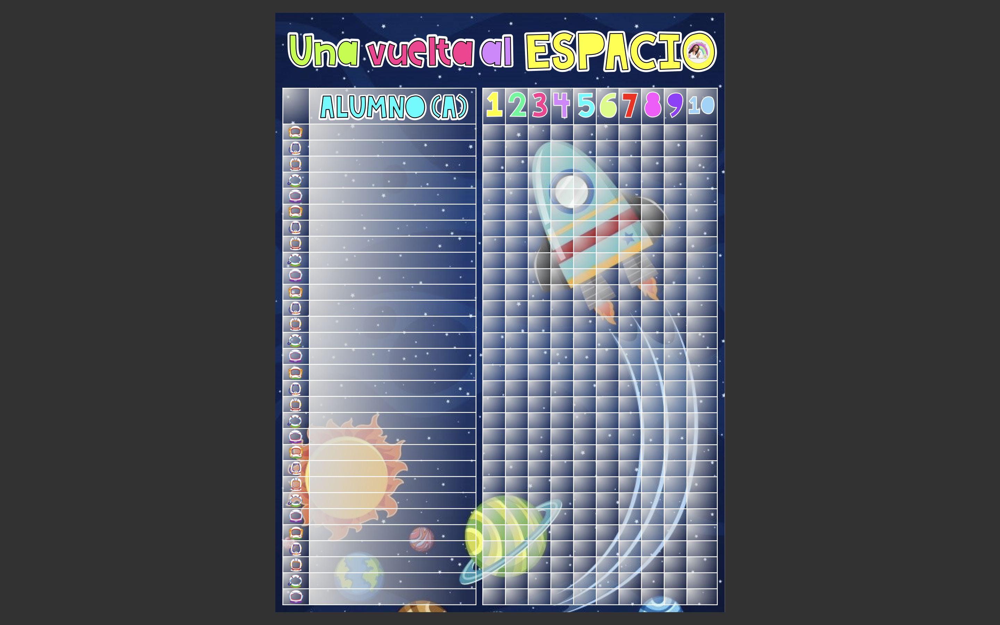 Una vuelta al ESPACIO
ALUMNO (A) 1 2 3 4 5 6 7 8 9 10